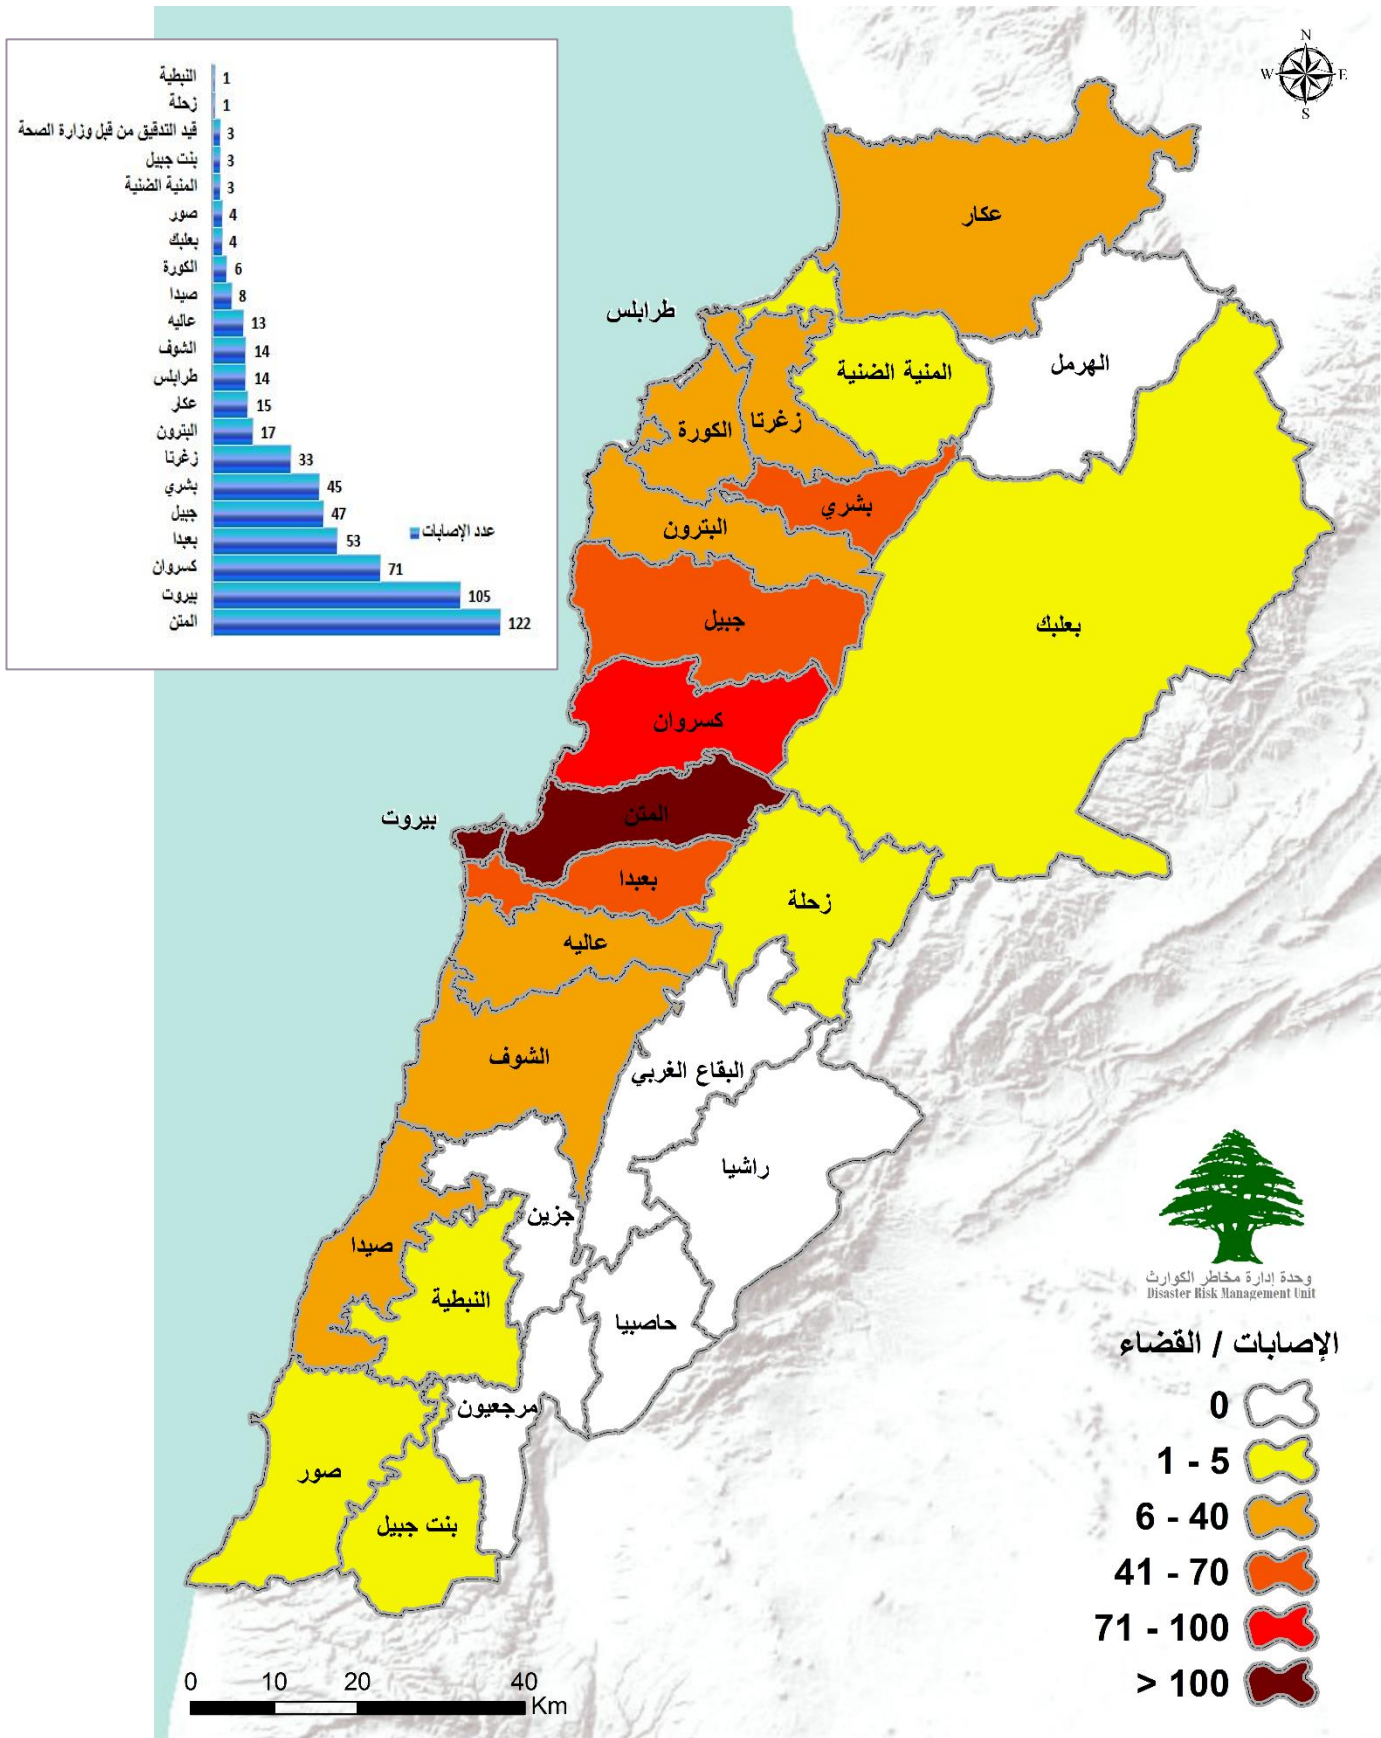 النبطية 1
زحلة 1
قيد التدقيق من قبل وزارة الصحة 3
بنت جبيل 3
المنية الضنية 3
صور 4
بعلبك 4
الكورة 6
صيدا 8
عاليه 13
الشوف 14
طرابلس 14
عكار 15
البترون 17
زغرتا 33
بشري 45
جبيل 47
بعبدا 53
كسروان 71
بيروت 105
المتن 122
عدد الإصابات
N
W E
S
عكار
طرابلس
الهرمل
المنية الضنية
زغرتا
الكورة
بشري
البترون
جبيل
بعلبك
كسروان
المتن
بيروت
بعبدا
زحلة
عاليه
الشوف
البقاع الغربي
راشيا
جزين
صيدا
النبطية
حاصبيا
مرجعيون
صور
بنت جبيل
وحدة إدارة مخاطر الكوارث
Disaster Risk Management Unit
الإصابات / القضاء
0
1 - 5
6 - 40
41 - 70
71 - 100
> 100
0 10 20 40
Km